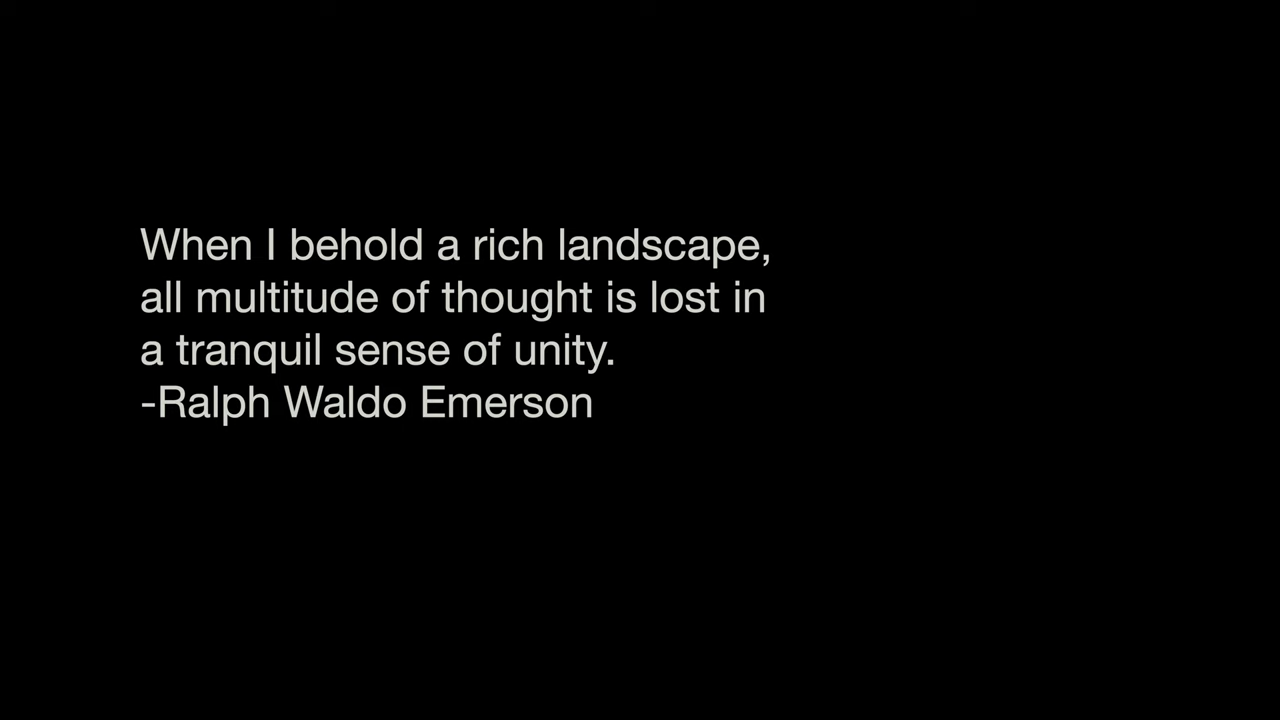 When I behold a rich landscape,
all multitude of thought is lost in
a tranquil sense of unity.
-Ralph Waldo Emerson